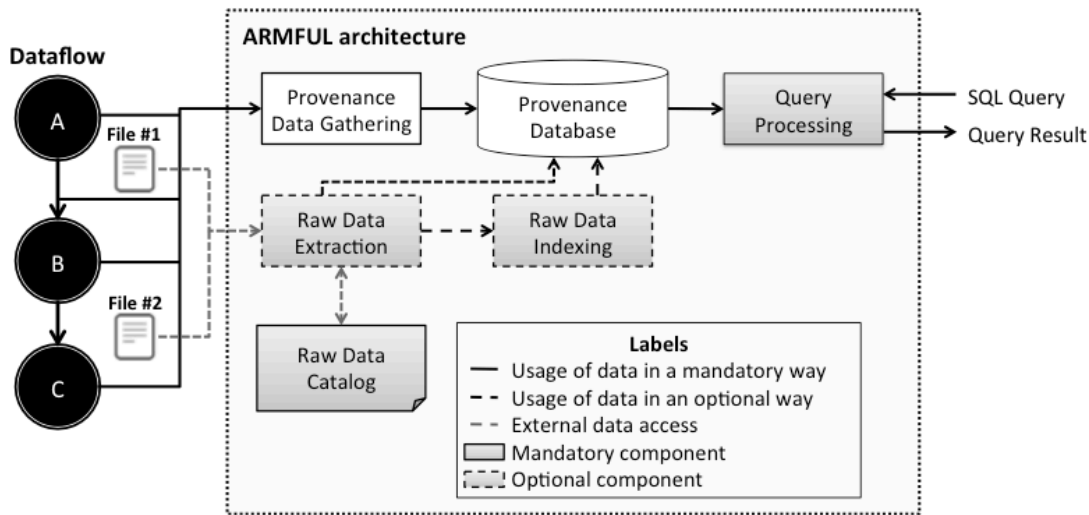 ARMFUL architecture
Dataflow
A
File #1
B
File #2
C
Provenance
Data Gathering
Provenance
Database
Query
Processing
SQL Query
Query Result
Raw Data
Extraction
Raw Data
Indexing
Raw Data
Catalog
Labels
Usage of data in a mandatory way
Usage of data in an optional way
External data access
Mandatory component
Optional component